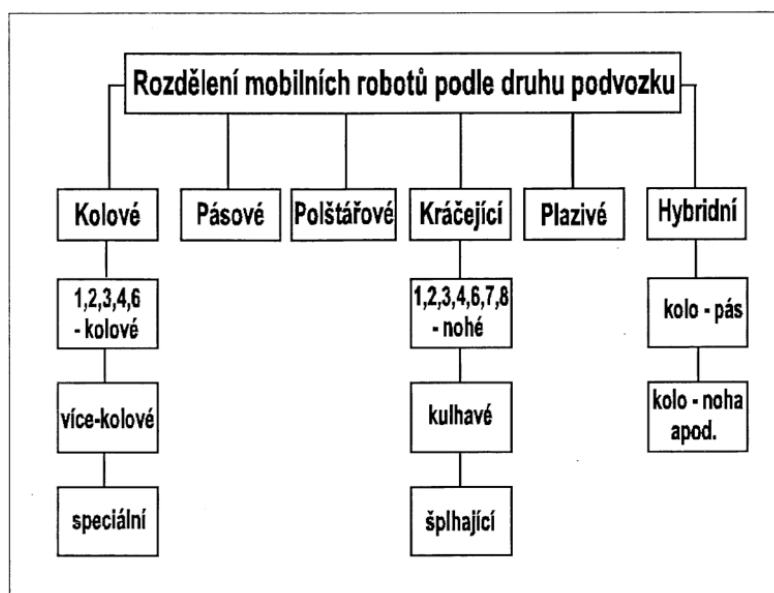 Rozdělení mobilních robotů podle druhu podvozku
Kolové
Pásové
Polštářové
Kráčející
Plazivé
Hybridní
1,2,3,4,6
- kolové
1,2,3,4,6,7,8
- nohé
kolo - pás
více-kolové
kulhavé
kolo - noha
apod.
speciální
šplhající